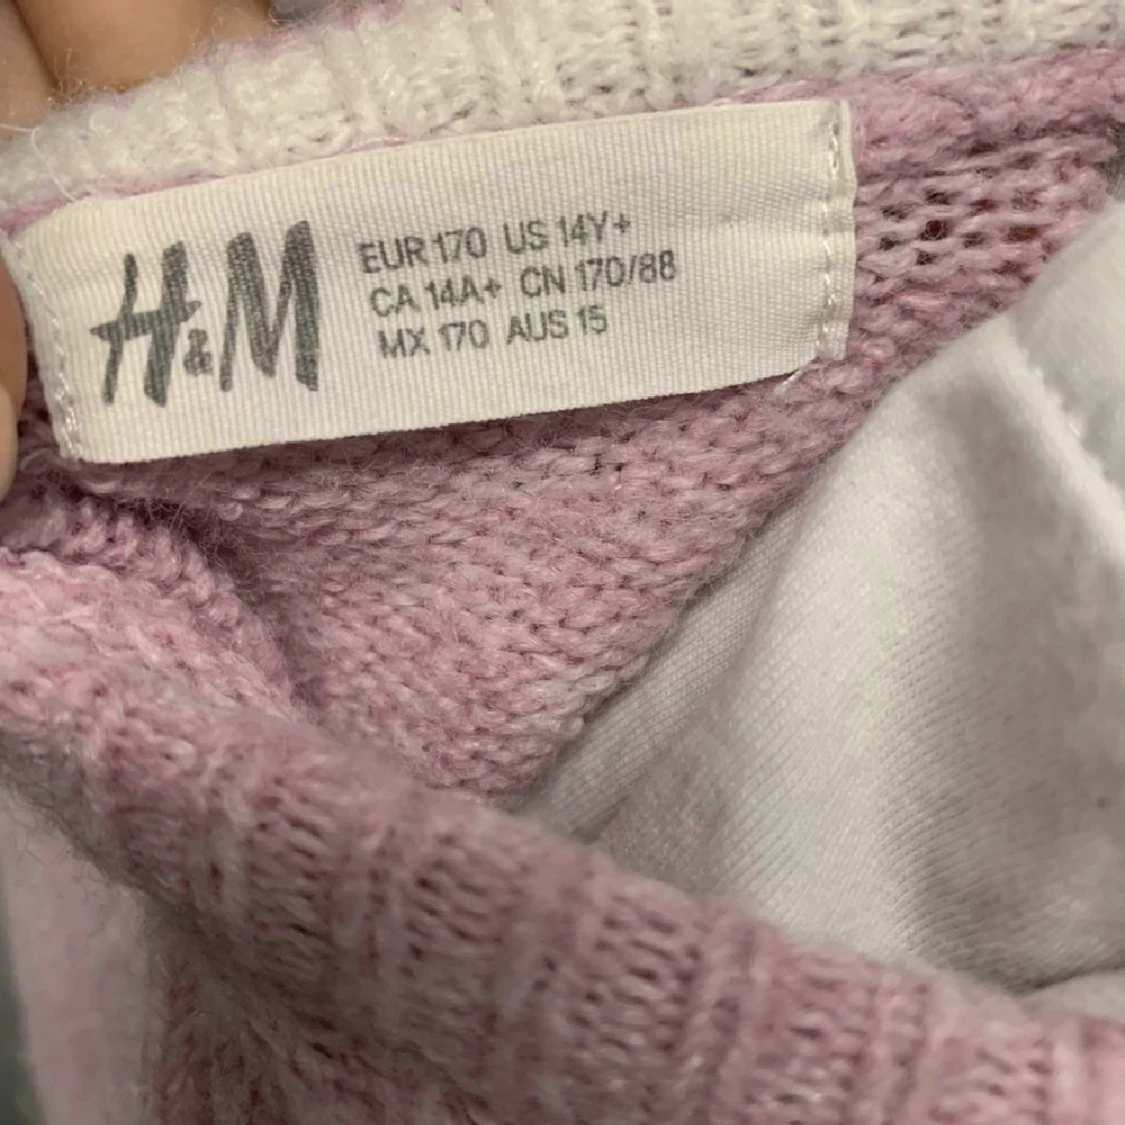 H&M
EUR 170 US 14Y+
CA 14A+ CN 170/88
MX 170 AUS 15